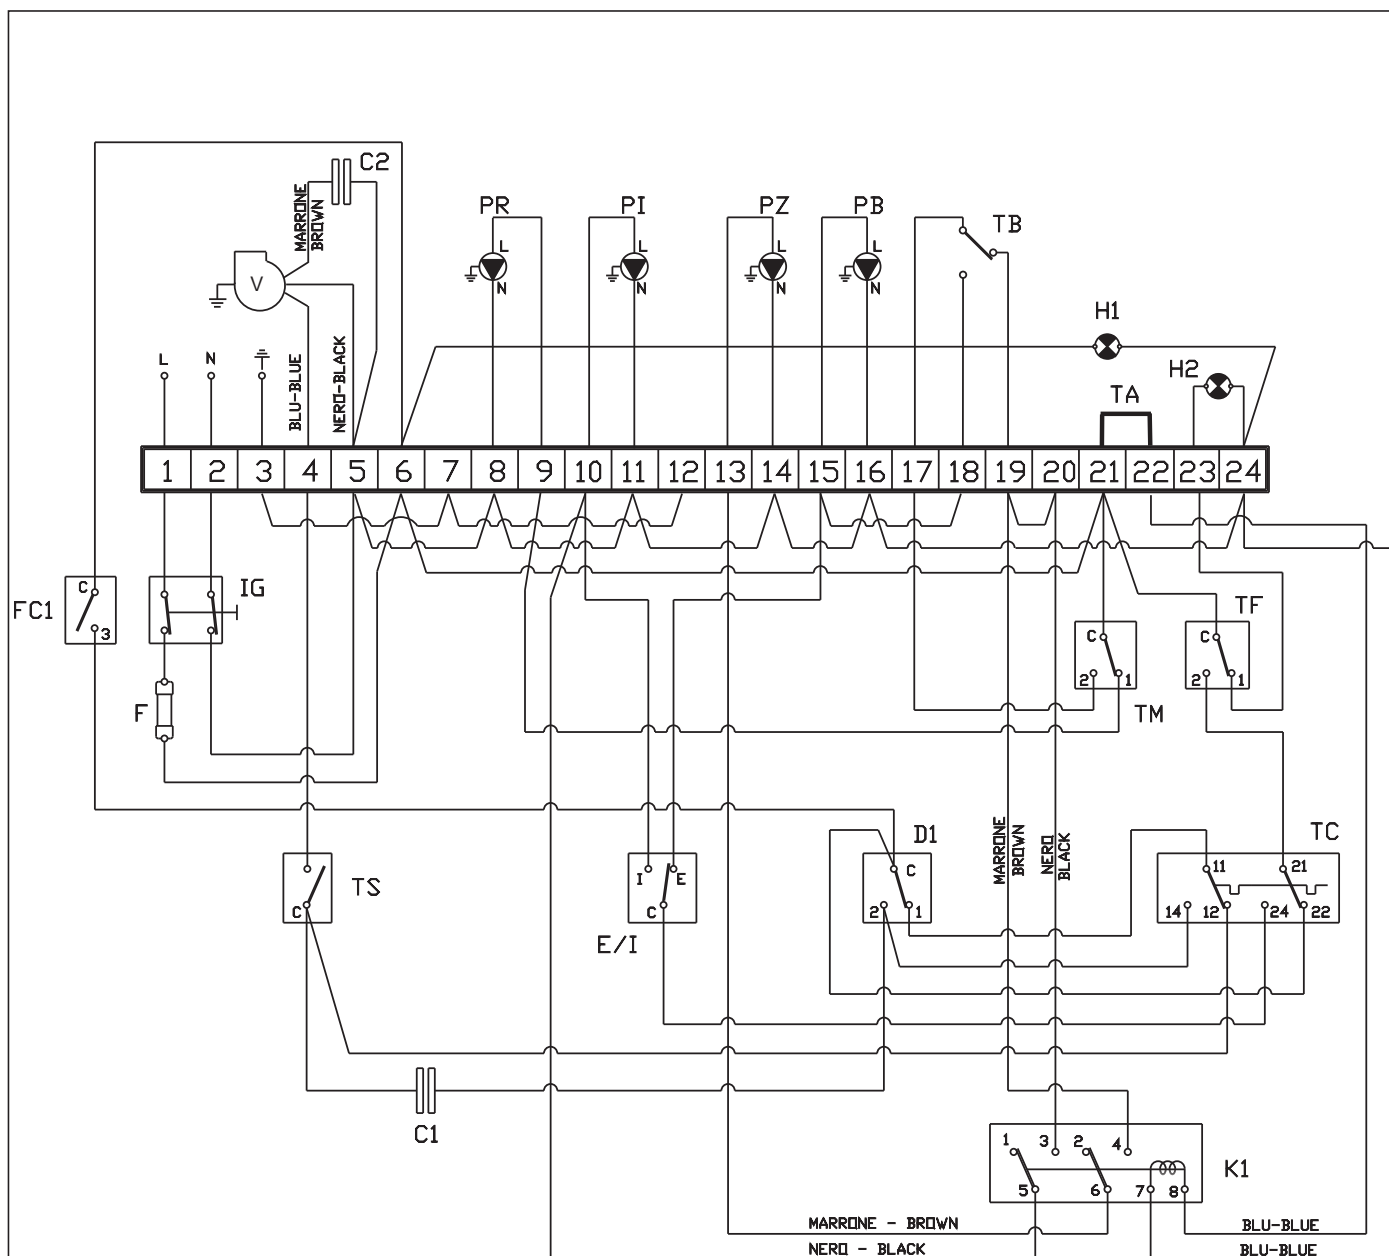 C2
MARRONE
BROWN
PR
PI
PZ
PB
TB
L
L
L
L
N
N
N
N
V
H1
H2
TA
L
N
BLU-BLUE
NERO-BLACK
1 2 3 4 5 6 7 8 9 10 11 12 13 14 15 16 17 18 19 20 21 22 23 24
FC1
C
3
IG
F
TF
C
2
1
C
2
1
TM
MARRONE
BROWN
NERO
BLACK
D1
C
2
1
TC
11
21
14
12
24
22
TS
C
I
E
C
E/I
C1
1
3
2
4
5
6
7
8
K1
MARRONE - BROWN
BLU-BLUE
NERO - BLACK
BLU-BLUE